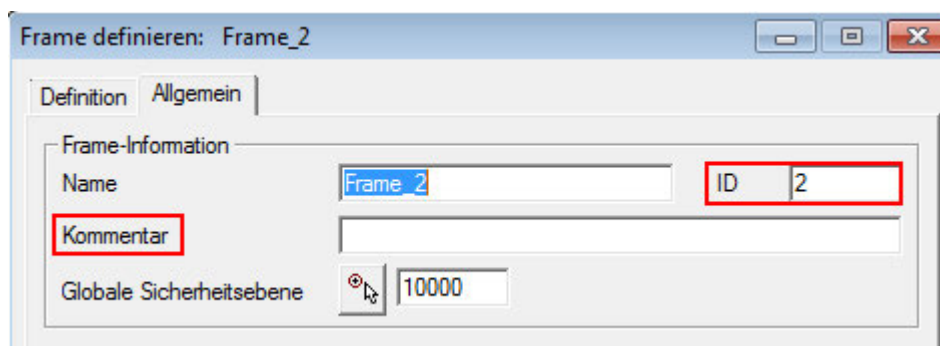 Frame definieren: Frame_2
Definition Allgemein
Frame-Information
Name Frame_2 ID 2
Kommentar
Globale Sicherheitsebene 10000